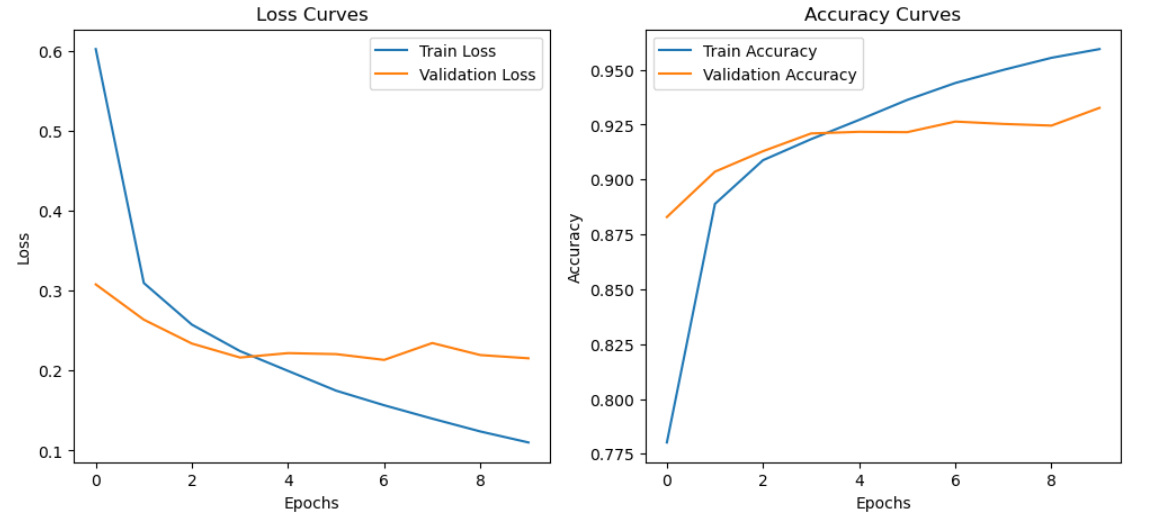 Loss Curves
Train Loss
Validation Loss
0.6
0.5
0.4
0.3
0.2
0.1
Loss
0 2 4 6 8
Epochs
Accuracy Curves
Train Accuracy
Validation Accuracy
0.950
0.925
0.900
0.875
0.850
0.825
0.800
0.775
Accuracy
0 2 4 6 8
Epochs